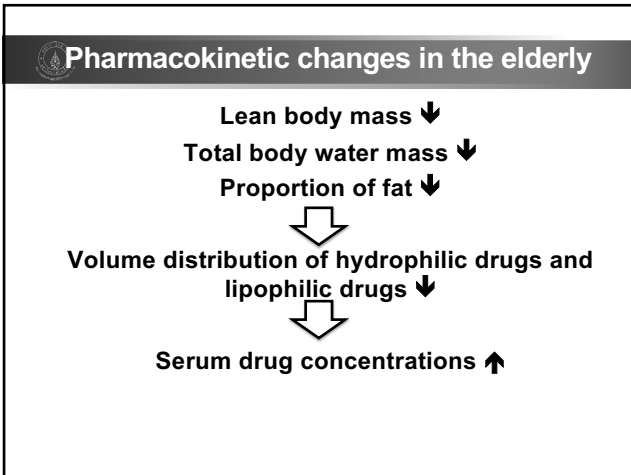 Pharmacokinetic changes in the elderly
Lean body mass 🡻
Total body water mass 🡻
Proportion of fat 🡻
Volume distribution of hydrophilic drugs and
lipophilic drugs 🡻
Serum drug concentrations 🡹